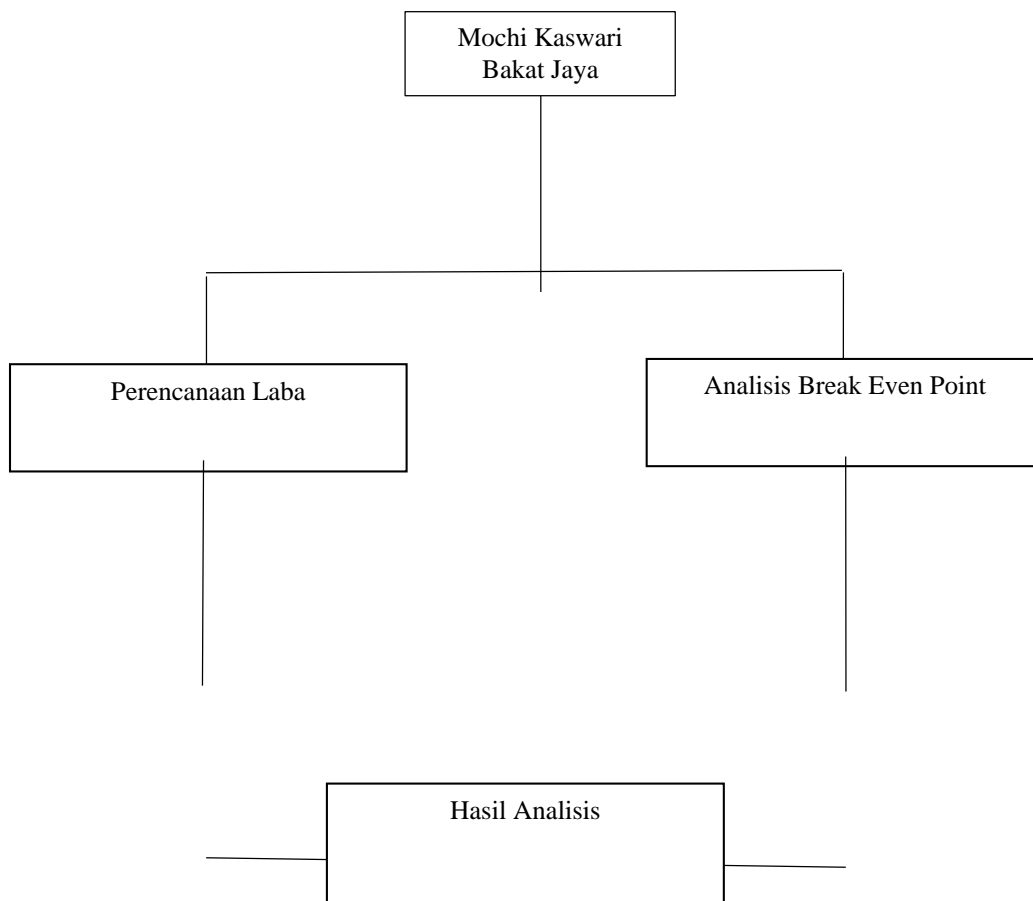 Mochi Kaswari
Bakat Jaya
Perencanaan Laba
Analisis Break Even Point
Hasil Analisis